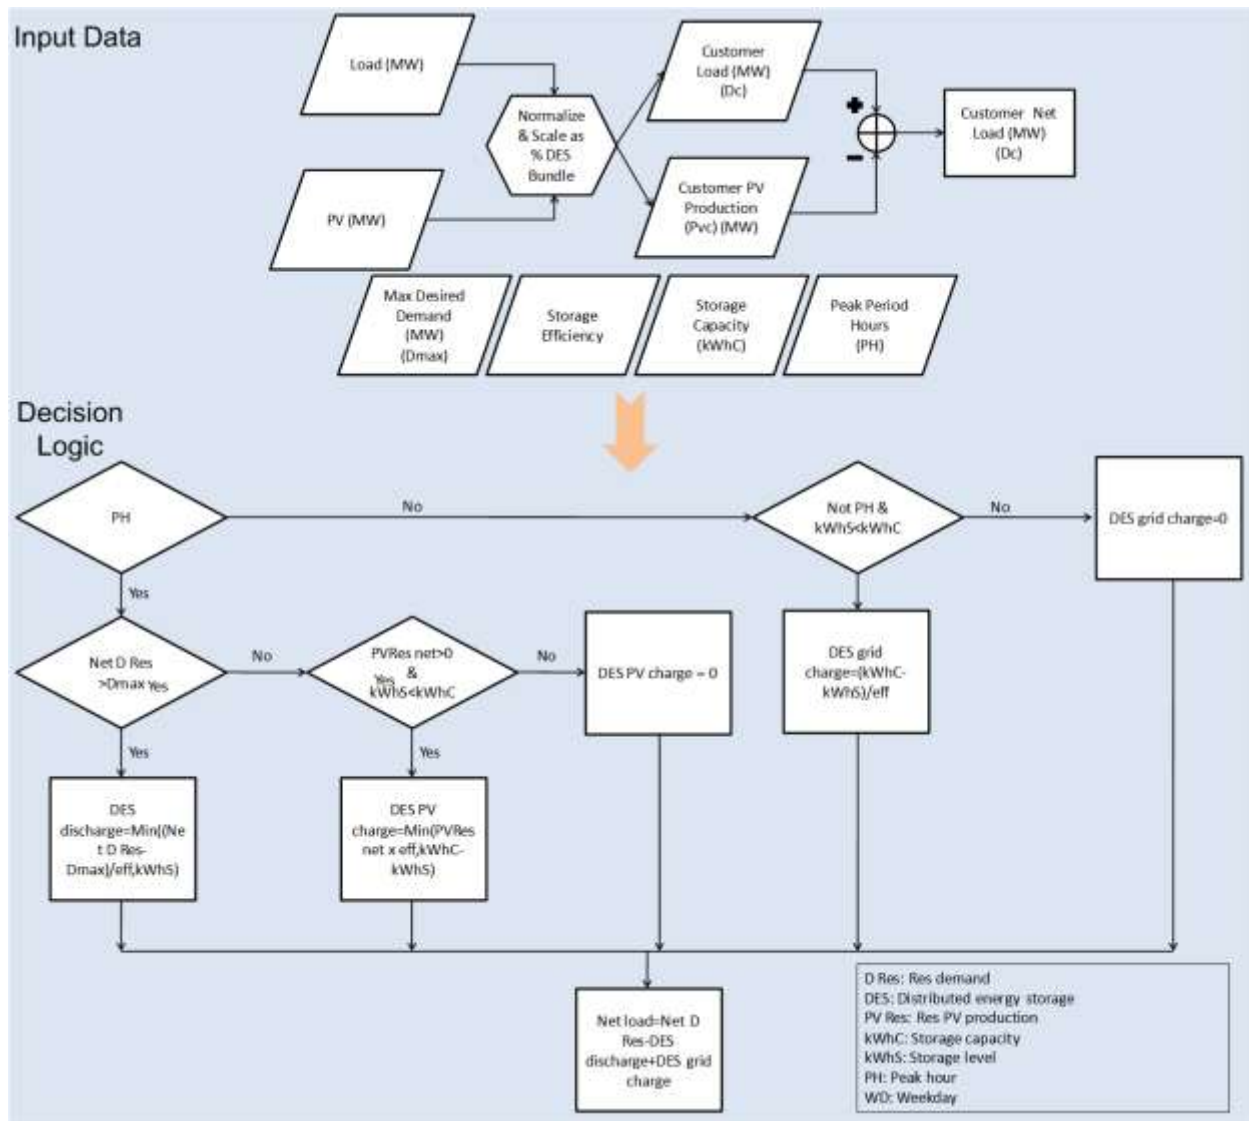 Input Data
Load (MW)
Customer
Load (MW)
(Dc)
Normalize
& Scale as
% DES
Bundle
+
−
Customer Net
Load (MW)
(Dc)
PV (MW)
Customer PV
Production
(Pvc) (MW)
Max Desired
Demand
(MW)
(Dmax)
Storage
Efficiency
Storage
Capacity
(kWhC)
Peak Period
Hours
(PH)
Decision
Logic
PH
No
Not PH &
kWhS<kWhC
No
DES grid charge=0
Yes
Net D Res
>Dmax Yes
No
PVRes net>0
&
Yes
kWhS<kWhC
No
DES PV charge = 0
DES grid
charge=(kWhC-
kWhS)/eff
Yes
Yes
DES
discharge=Min((Ne
t D Res-
Dmax)/eff,kWhS)
DES PV
charge=Min(PVRes
net x eff,kWhC-
kWhS)
Net load=Net D
Res-DES
discharge+DES grid
charge
D Res: Res demand
DES: Distributed energy storage
PV Res: Res PV production
kWhC: Storage capacity
kWhS: Storage level
PH: Peak hour
WD: Weekday